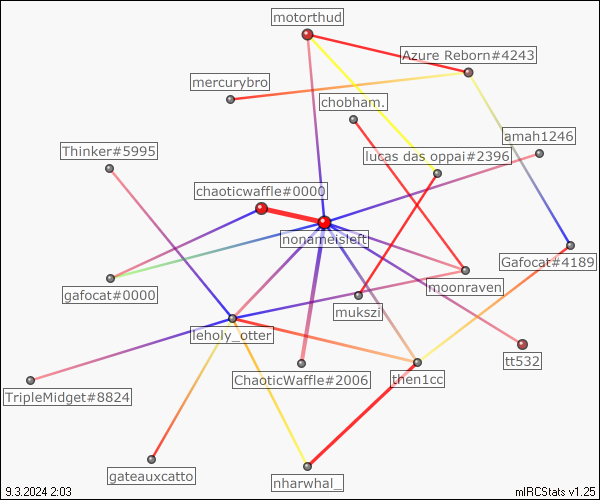 motorthud
Azure Reborn#4243
mercurybro
chobham.
amah1246
Thinker#5995
lucas das oppai#2396
chaoticwaffle#0000
nonameisleft
Gafocat#4189
moonraven
gafocat#0000
mukszi
leholy_otter
tt532
ChaoticWaffle#2006
then1cc
TripleMidget#8824
gateauxcatto
nharwhal_
9.3.2024 2:03
mIRCStats v1.25